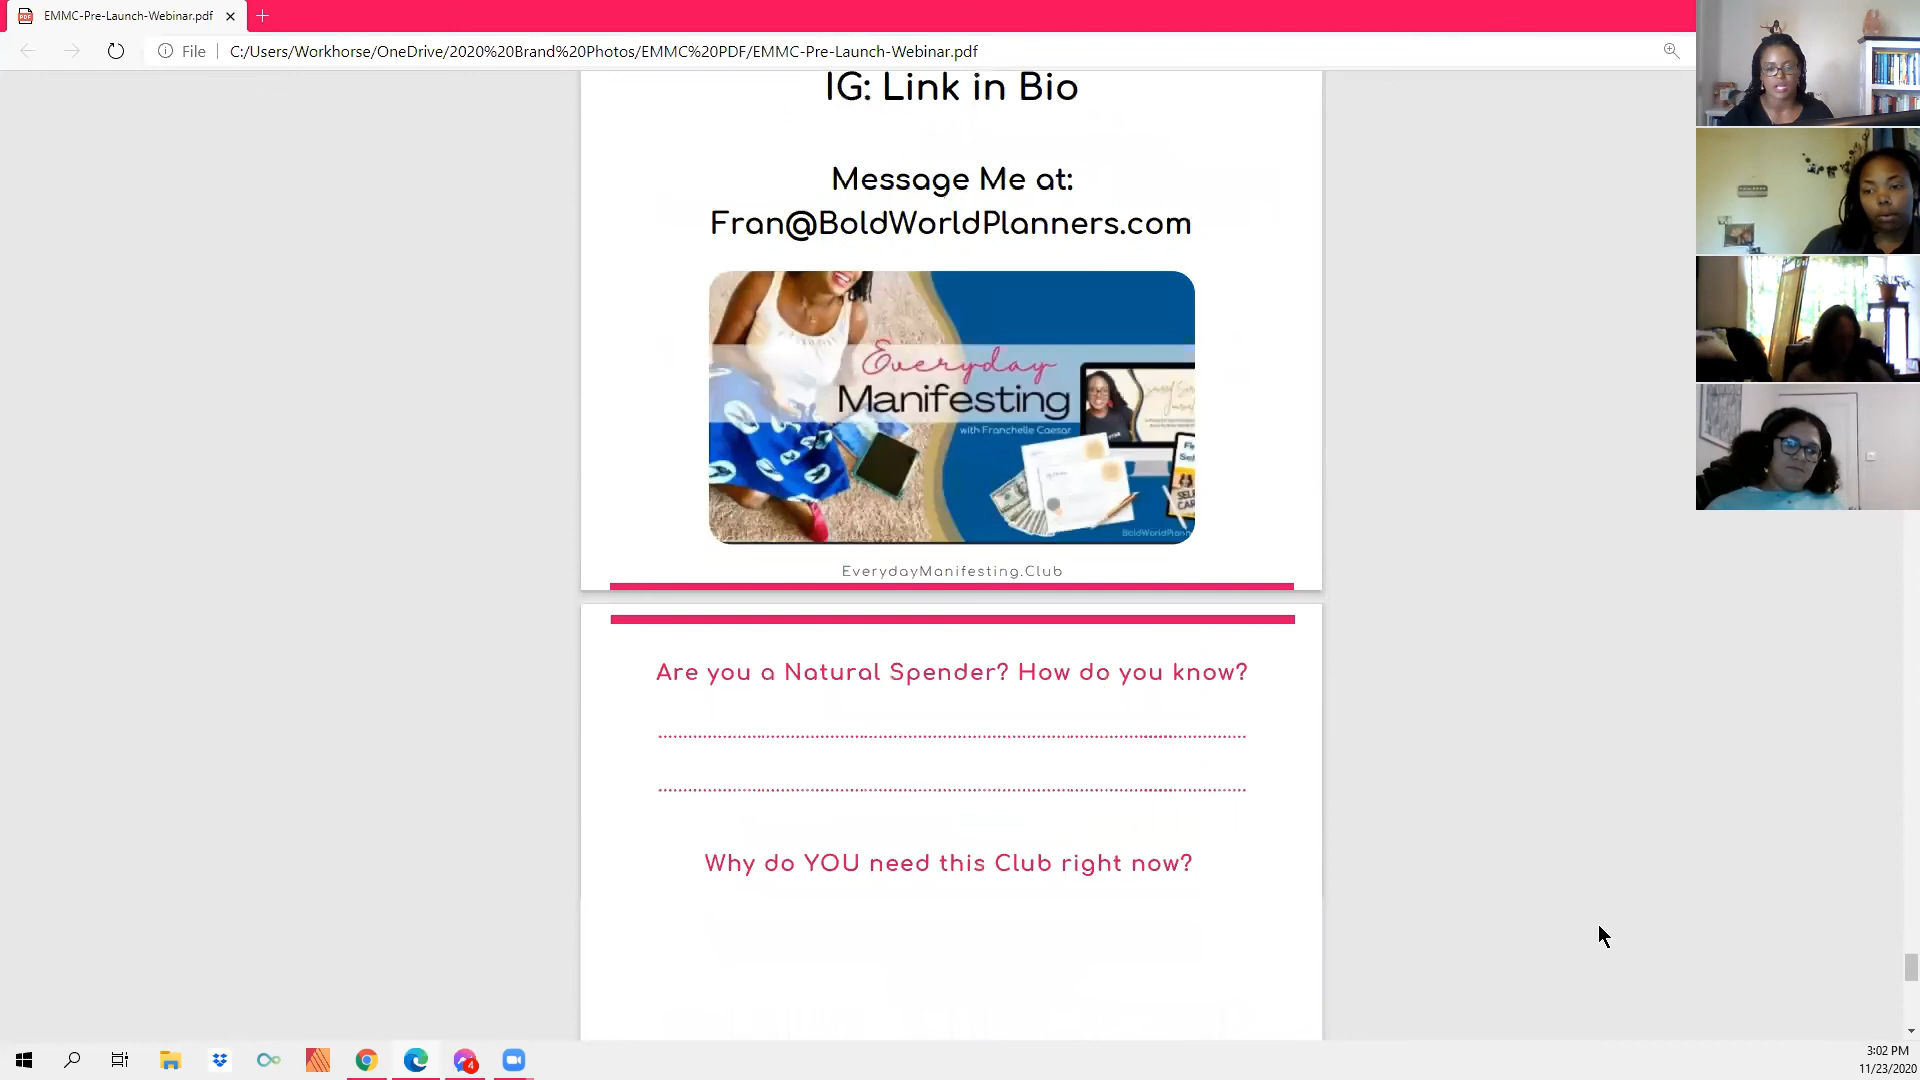 EMMC-Pre-Launch-Webinar.pdf
File
C:/Users/Workhorse/OneDrive/2020%20Brand%20Photos/EMMC%20PDF/EMMC-Pre-Launch-Webinar.pdf
IG: Link in Bio
Message Me at:
Fran@BoldWorldPlanners.com
Everyday
Manifesting
with Franchelle Caesar
EverydayManifesting.Club
Are you a Natural Spender? How do you know?
Why do YOU need this Club right now?
4
3:02 PM
11/23/2020